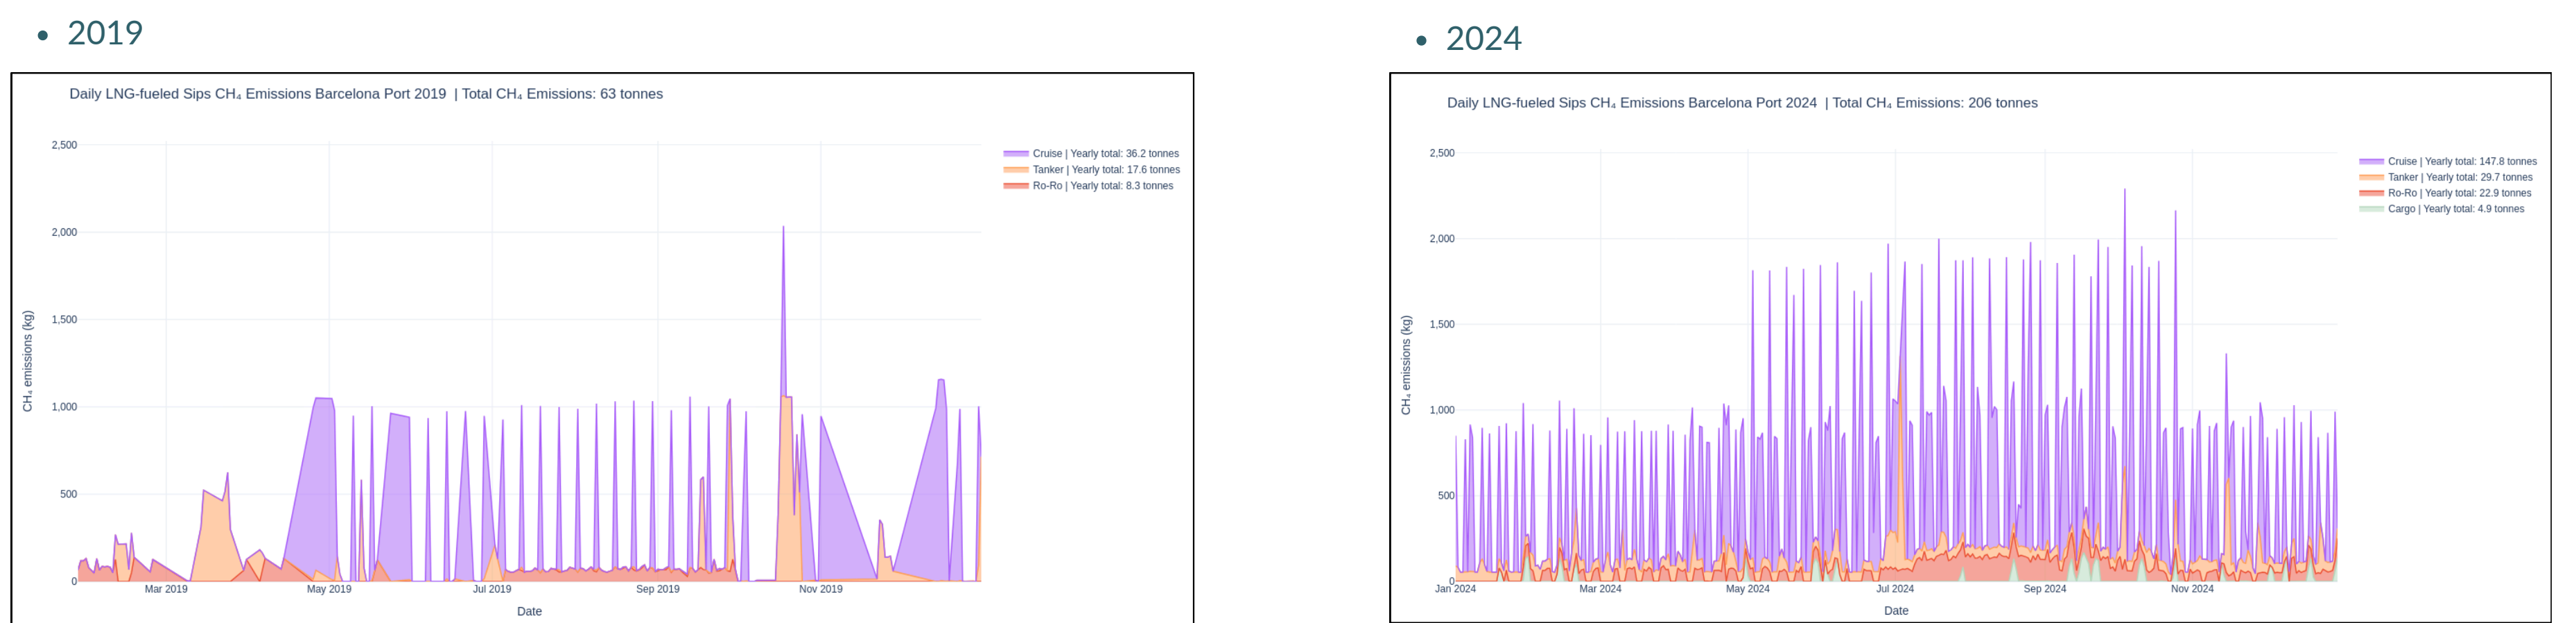 • 2019
Daily LNG-fueled Sips CH₄ Emissions Barcelona Port 2019 | Total CH₄ Emissions: 63 tonnes
2,500
2,000
1,500
1,000
500
0
CH₄ emissions (kg)
Mar 2019 May 2019 Jul 2019 Sep 2019 Nov 2019
Date
Cruise | Yearly total: 36.2 tonnes
Tanker | Yearly total: 17.6 tonnes
Ro-Ro | Yearly total: 8.3 tonnes
• 2024
Daily LNG-fueled Sips CH₄ Emissions Barcelona Port 2024 | Total CH₄ Emissions: 206 tonnes
2,500
2,000
1,500
1,000
500
0
CH₄ emissions (kg)
Jan 2024 Mar 2024 May 2024 Jul 2024 Sep 2024 Nov 2024
Date
Cruise | Yearly total: 147.8 tonnes
Tanker | Yearly total: 29.7 tonnes
Ro-Ro | Yearly total: 22.9 tonnes
Cargo | Yearly total: 4.9 tonnes